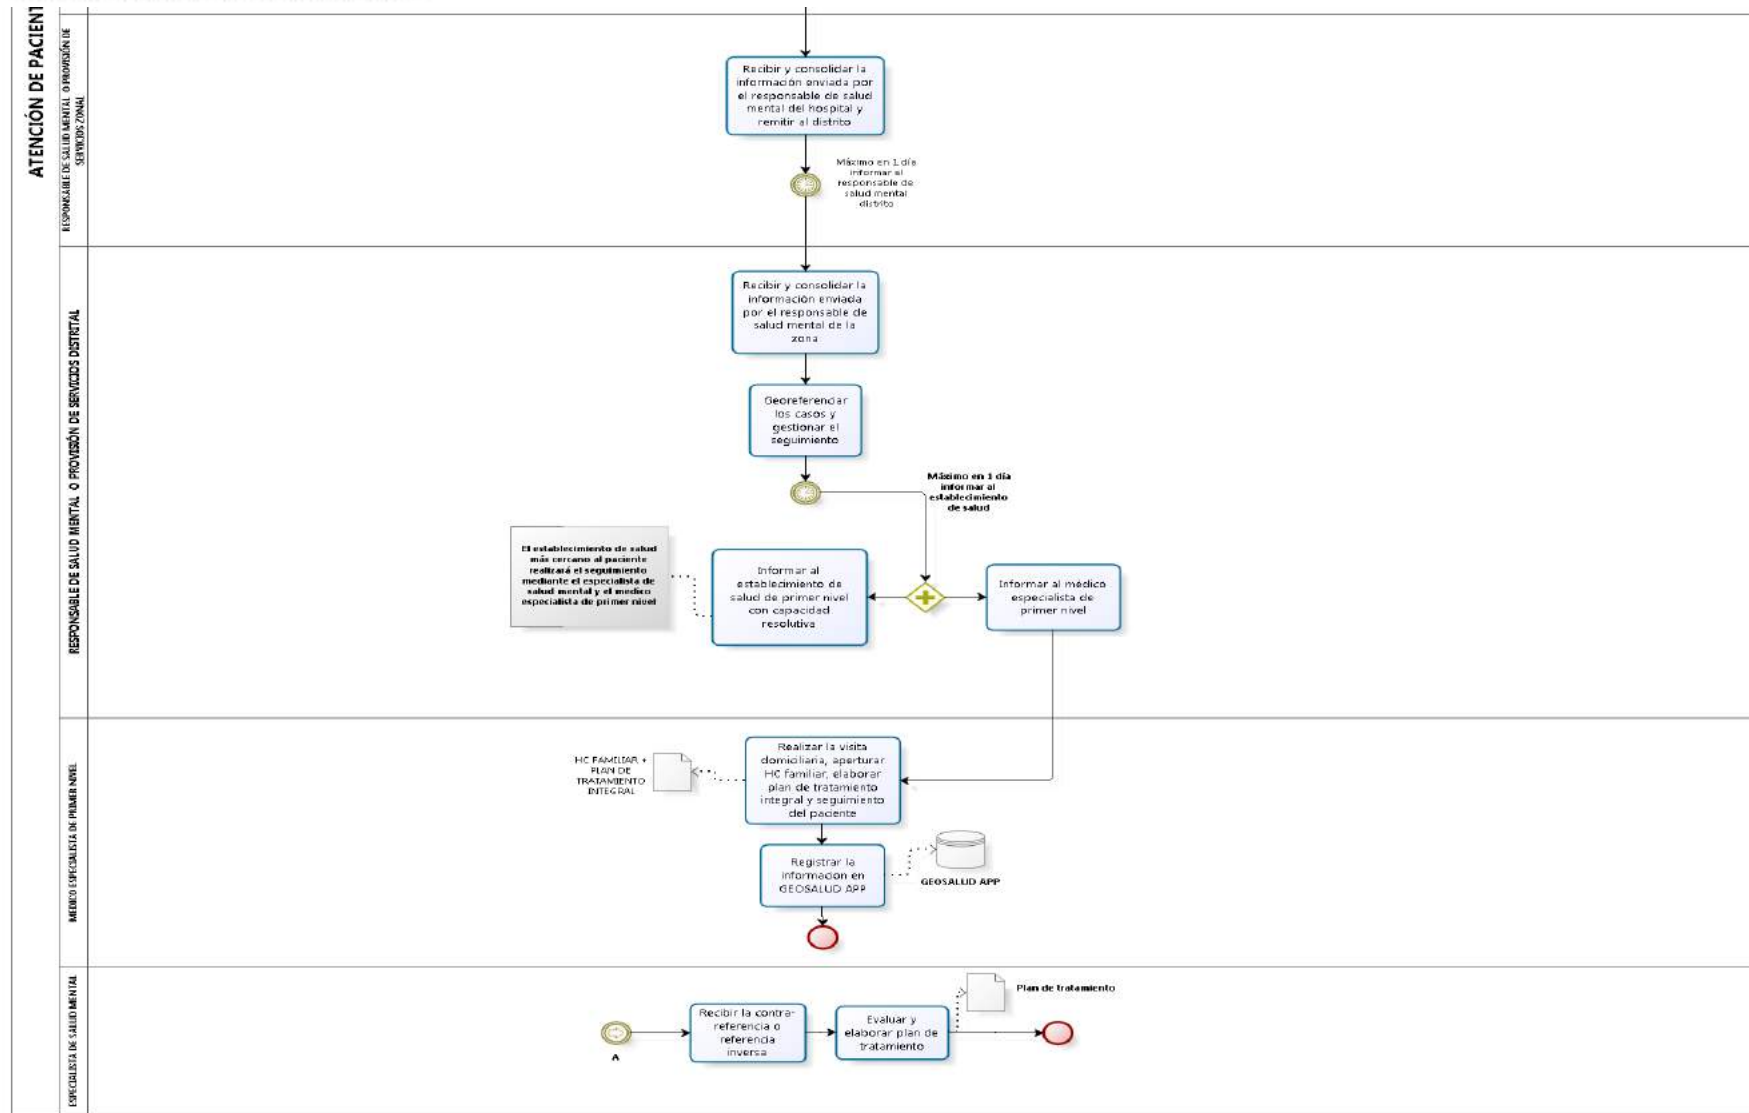 ATENCIÓN DE PACIENT
RESPONSABLE DE SALUD MENTAL O PROVISIÓN DE
SERVICIOS ZONAL
Recibir y consolidar la
información enviada por
el responsable de salud
mental del hospital y
remitir al distrito
Máximo en 1 día
informar al
responsable de
salud mental
distrito
RESPONSABLE DE SALUD MENTAL O PROVISIÓN DE SERVICIOS DISTRITAL
Recibir y consolidar la
información enviada
por el responsable de
salud mental de la
zona
Georeferenciar
los casos y
gestionar el
seguimiento
Máximo en 1 día
informar al
establecimiento
de salud
El establecimiento de salud
más cercano al paciente
realizará el seguimiento
mediante el especialista de
salud mental y el medico
especialista de primer nivel
Informar al
establecimiento de
salud de primer nivel
con capacidad
resolutiva
Informar al médico
especialista de
primer nivel
MEDICO ESPECIALISTA DE PRIMER NIVEL
HC FAMILIAR +
PLAN DE
TRATAMIENTO
INTEGRAL
Realizar la visita
domiciliaria, aperturar
HC familiar, elaborar
plan de tratamiento
integral y seguimiento
del paciente
Registrar la
informacion en
GEOSALUD APP
GEOSALUD APP
ESPECIALISTA DE SALUD MENTAL
A
Recibir la contra-
referencia o
referencia
inversa
Evaluar y
elaborar plan de
tratamiento
Plan de tratamiento